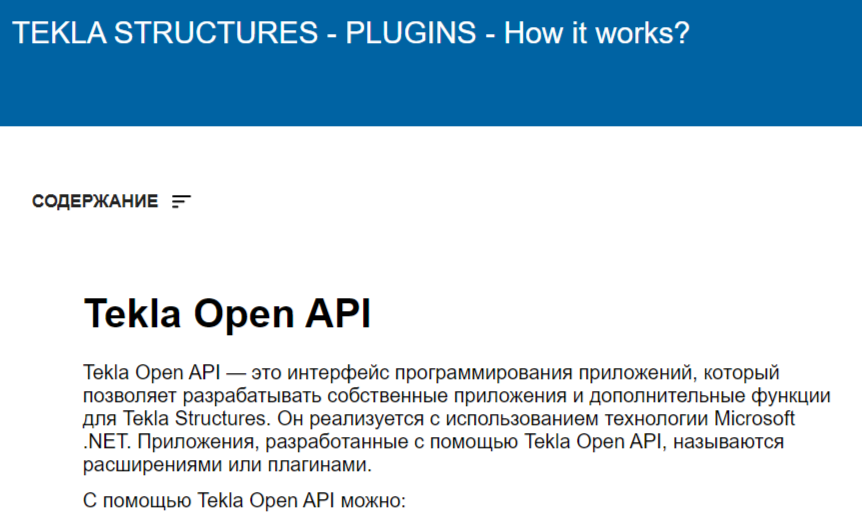 TEKLA STRUCTURES - PLUGINS - How it works?
СОДЕРЖАНИЕ
Tekla Open API
Tekla Open API — это интерфейс программирования приложений, который
позволяет разрабатывать собственные приложения и дополнительные функции
для Tekla Structures. Он реализуется с использованием технологии Microsoft
.NET. Приложения, разработанные с помощью Tekla Open API, называются
расширениями или плагинами.
С помощью Tekla Open API можно: